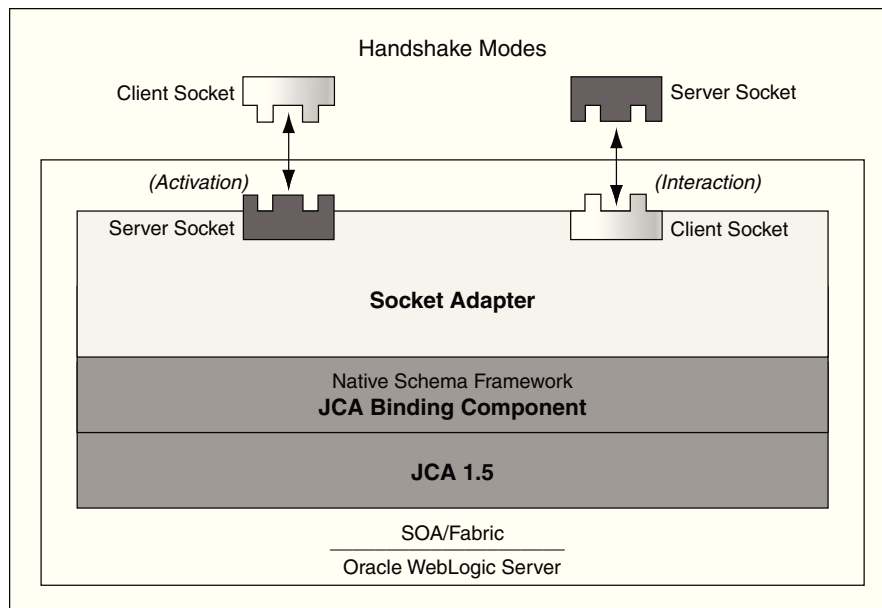 Handshake Modes
Client Socket
Server Socket
(Activation)
(Interaction)
Server Socket
Client Socket
Socket Adapter
Native Schema Framework
JCA Binding Component
JCA 1.5
SOA/Fabric
Oracle WebLogic Server